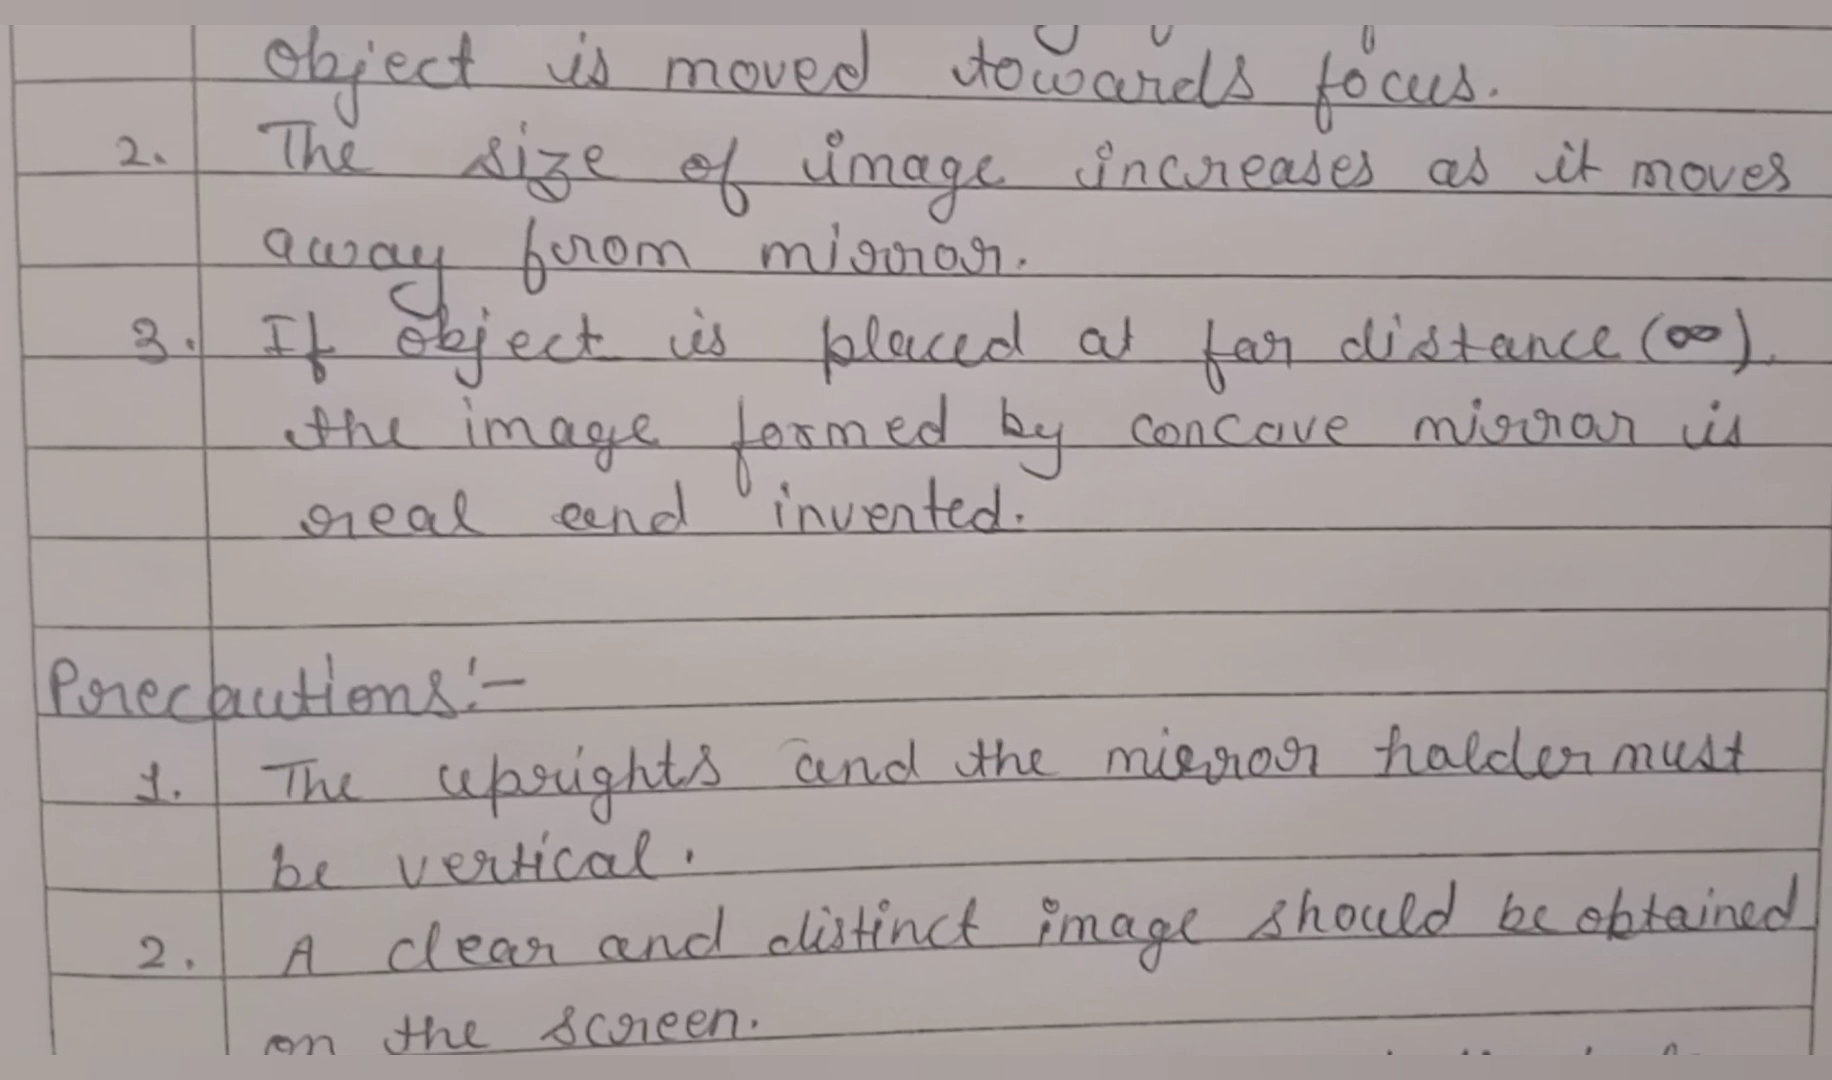 object is moved towards focus.
2. The size of image increases as it moves
away from mirror.
3. If object is placed at far distance (∞).
the image formed by concave mirror is
real and inverted.
Precautions:-
1. The uprights and the mirror halder must
be vertical.
2. A clear and distinct image should be obtained
on the screen.